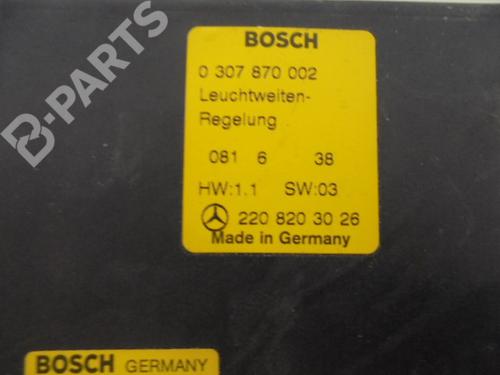 B-PARTS
BOSCH
0 307 870 002
Leuchtweiten-
Regelung
081 6 38
HW:1.1 SW:03
220 820 30 26
Made in Germany
BOSCH GERMANY